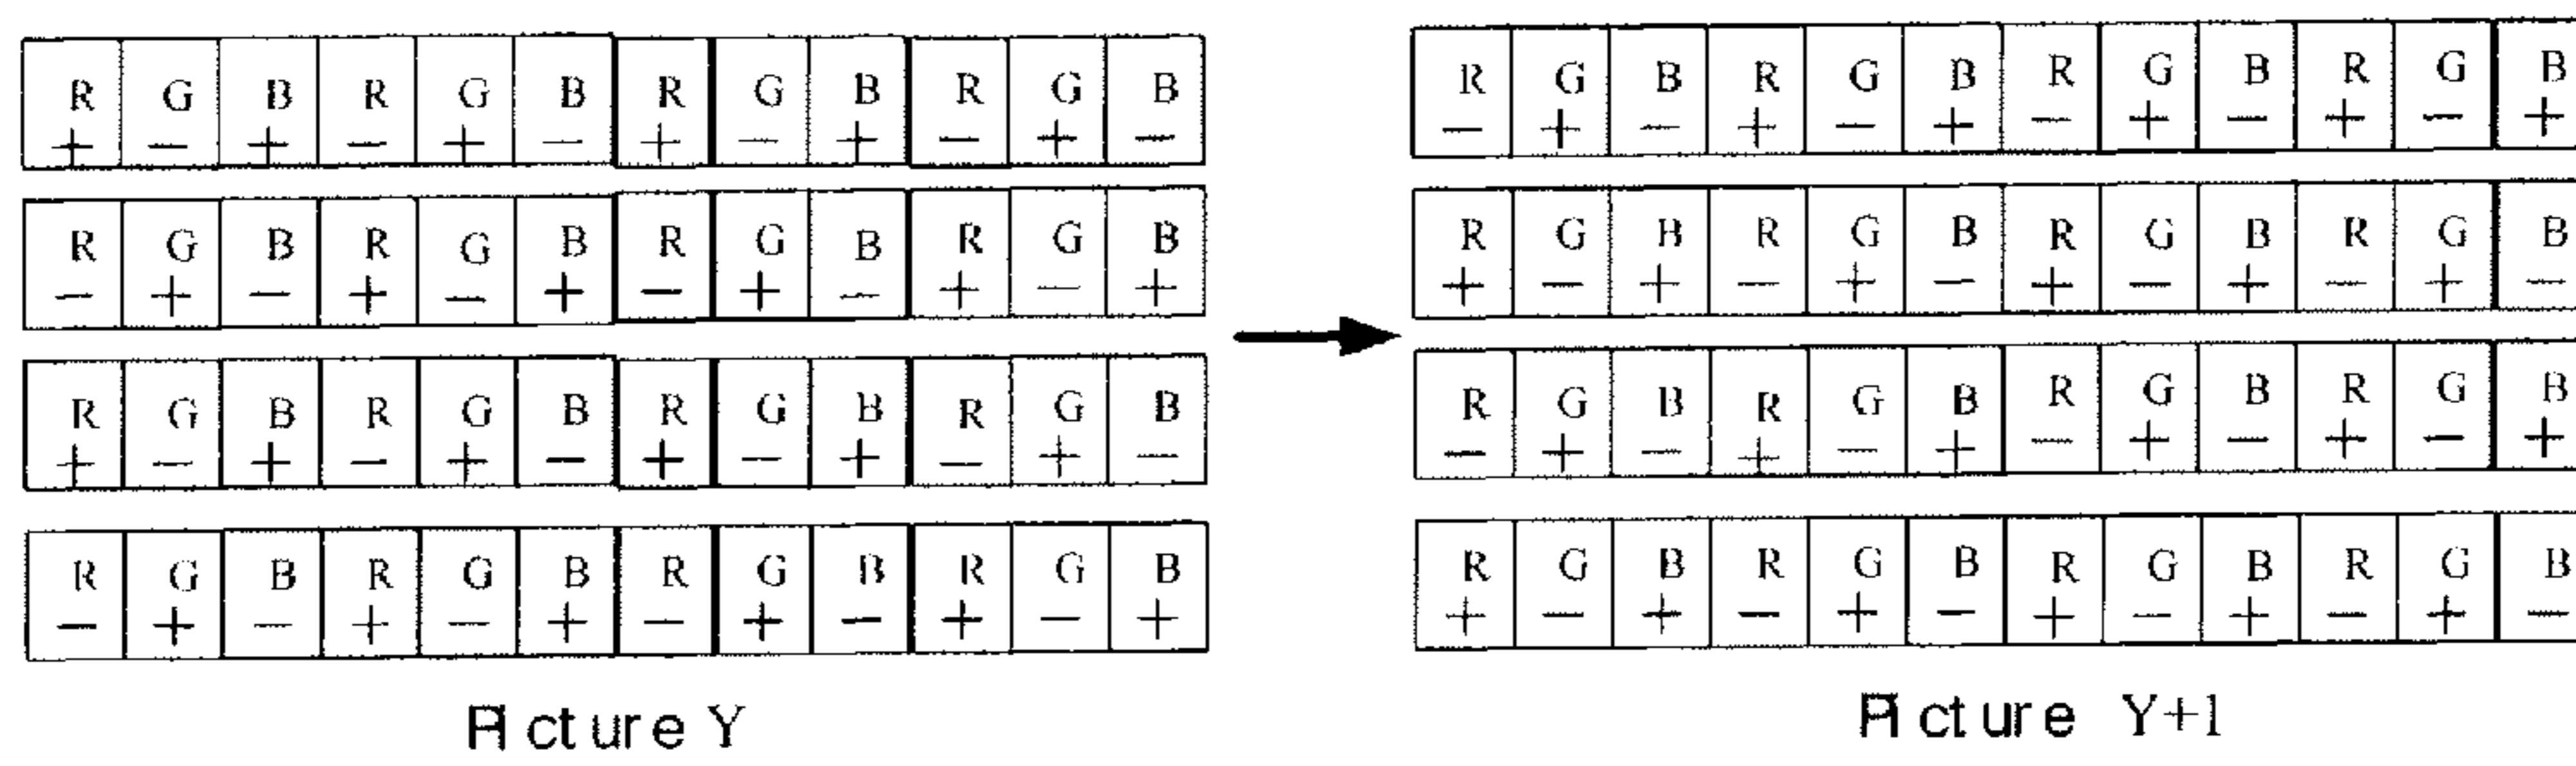 R G B R G B R G B R G B
+ − + − + − + − + − + −
R G B R G B R G B R G B
− + − + − + − + − + − +
R G B R G B R G B R G B
+ − + − + − + − + − + −
R G B R G B R G B R G B
− + − + − + − + − + − +
Picture Y
R G B R G B R G B R G B
− + − + − + − + − + − +
R G B R G B R G B R G B
+ − + − + − + − + − + −
R G B R G B R G B R G B
− + − + − + − + − + − +
R G B R G B R G B R G B
+ − + − + − + − + − + −
Picture Y+1